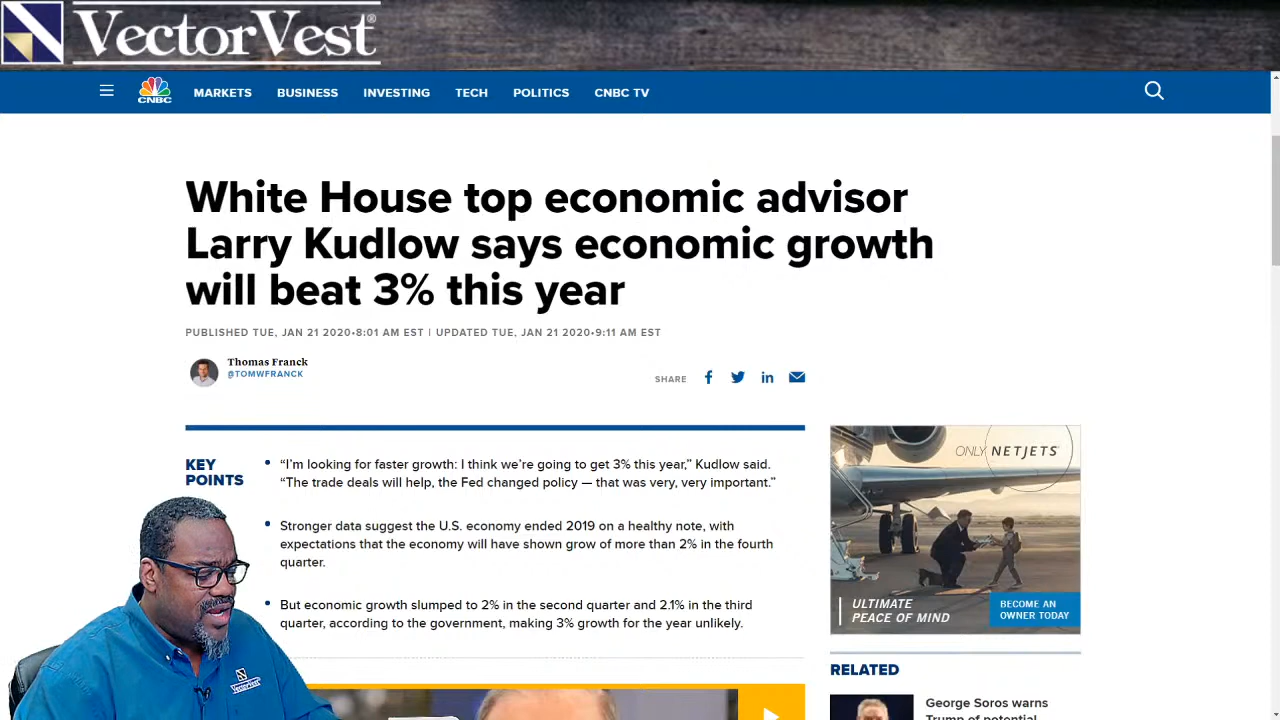 VectorVest®
CNBC
MARKETS BUSINESS INVESTING TECH POLITICS CNBC TV
White House top economic advisor
Larry Kudlow says economic growth
will beat 3% this year
PUBLISHED TUE, JAN 21 2020•8:01 AM EST | UPDATED TUE, JAN 21 2020•9:11 AM EST
Thomas Franck
@TOMWFRANCK
SHARE
KEY
POINTS
• “I’m looking for faster growth: I think we’re going to get 3% this year,” Kudlow said.
“The trade deals will help, the Fed changed policy — that was very, very important.”
• Stronger data suggest the U.S. economy ended 2019 on a healthy note, with
expectations that the economy will have shown grow of more than 2% in the fourth
quarter.
• But economic growth slumped to 2% in the second quarter and 2.1% in the third
quarter, according to the government, making 3% growth for the year unlikely.
ONLY NETJETS
ULTIMATE
PEACE OF MIND
BECOME AN
OWNER TODAY
RELATED
George Soros warns
Trump of potential
VectorVest